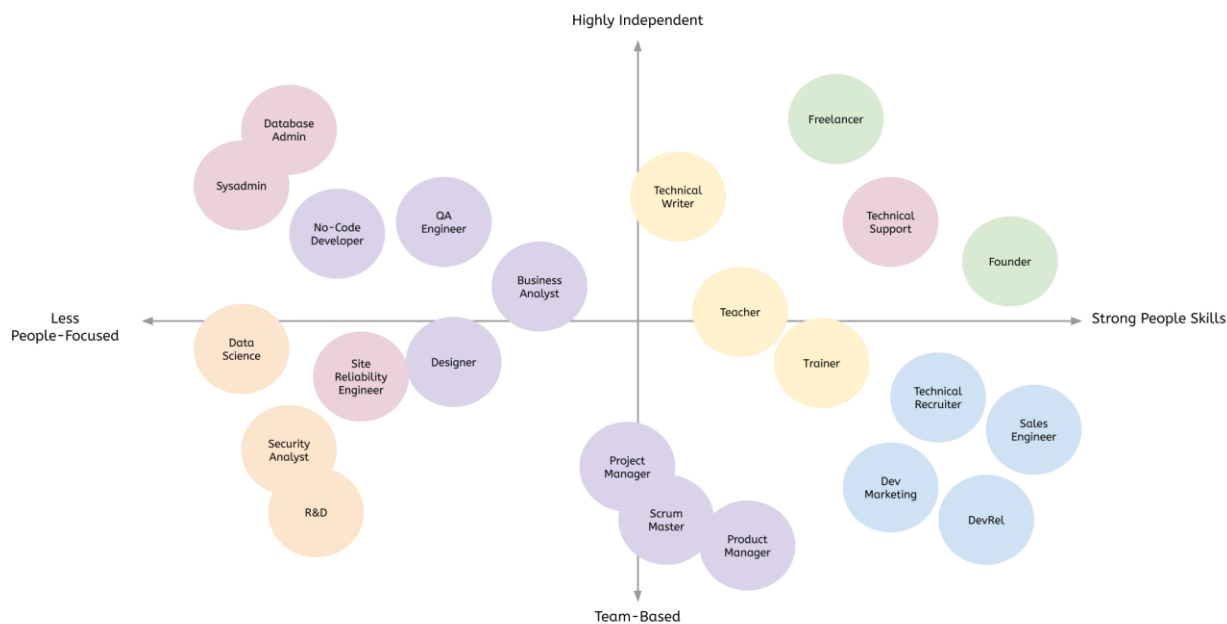 Highly Independent
Freelancer
Database
Admin
Sysadmin
Technical
Writer
Technical
Support
No-Code
Developer
QA
Engineer
Founder
Business
Analyst
Less
People-Focused
Strong People Skills
Teacher
Data
Science
Site
Reliability
Engineer
Designer
Trainer
Technical
Recruiter
Sales
Engineer
Security
Analyst
Project
Manager
Dev
Marketing
R&D
Scrum
Master
DevRel
Product
Manager
Team-Based